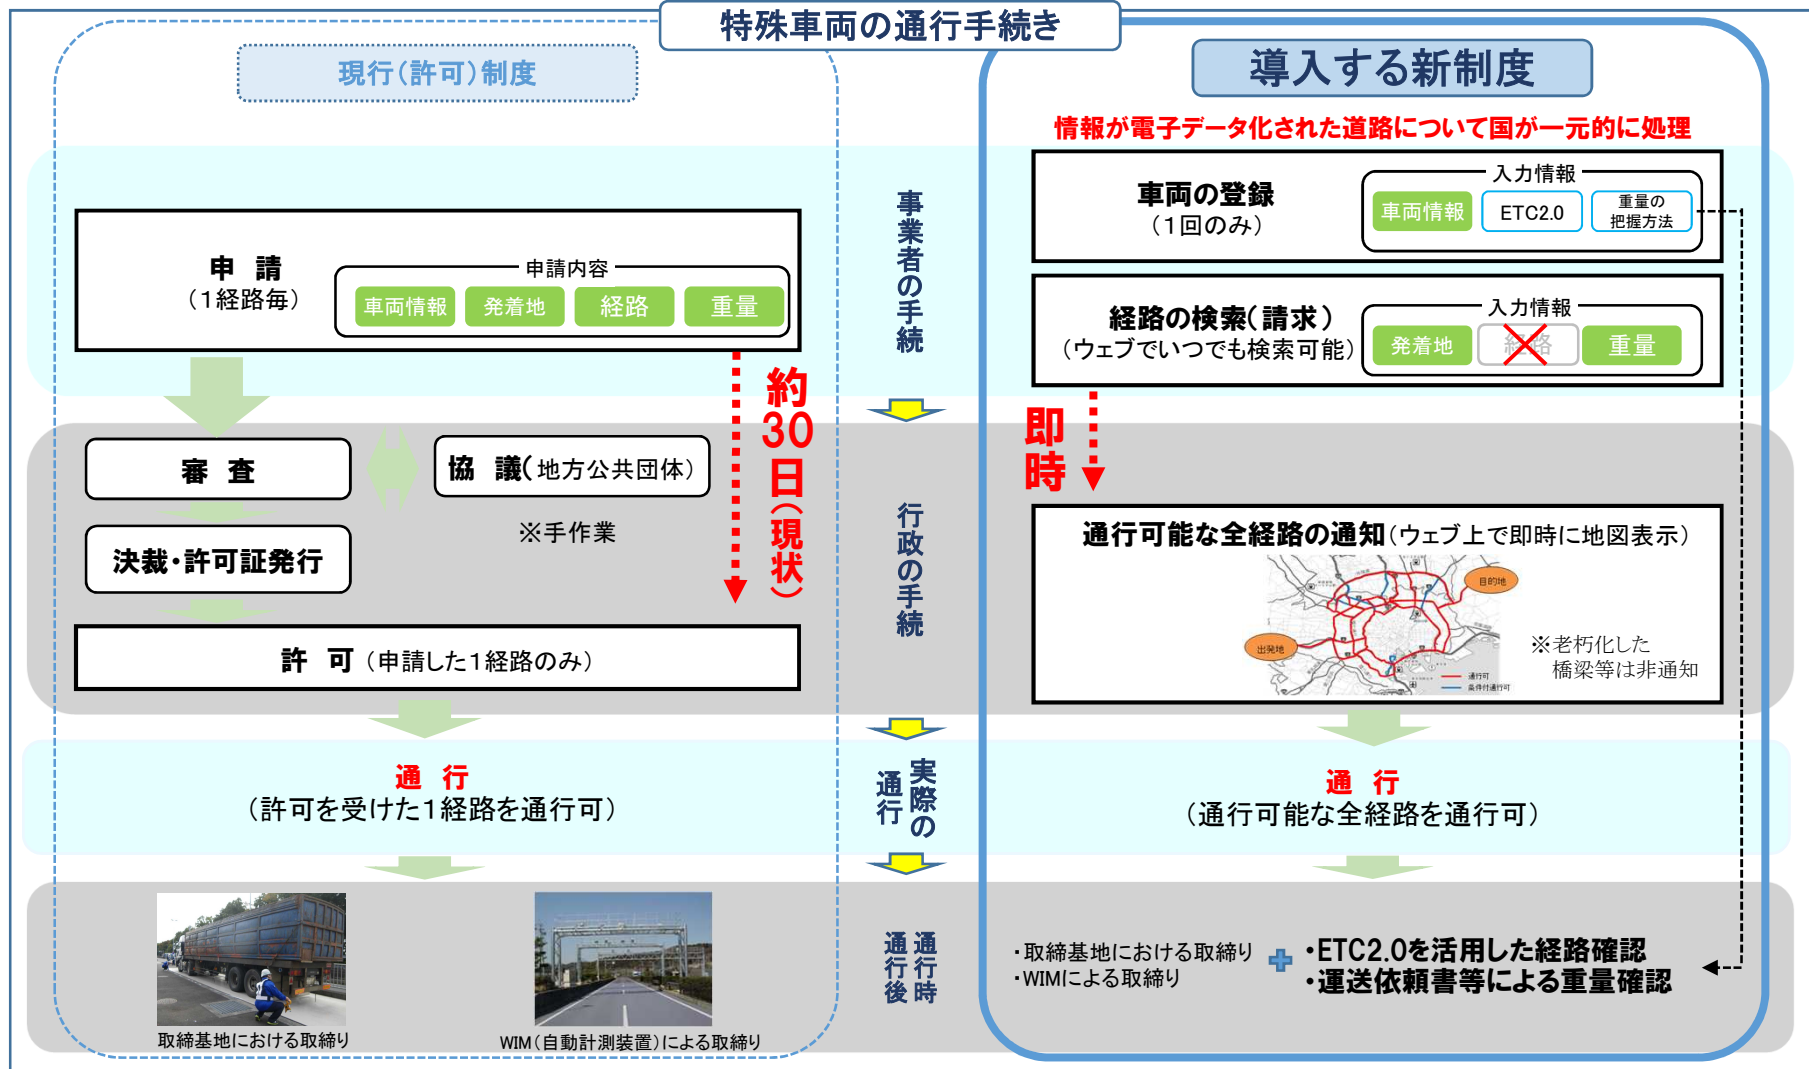 特殊車両の通行手続き
現行(許可)制度
申 請
(1経路毎)
申請内容
車両情報
発着地
経路
重量
約30日(現状)
審 査
協 議(地方公共団体)
※手作業
決裁・許可証発行
許 可 (申請した1経路のみ)
通 行
(許可を受けた1経路を通行可)
取締基地における取締り
WIM(自動計測装置)による取締り
事業者の手続
行政の手続
実際の
通行
通行時
通行後
導入する新制度
情報が電子データ化された道路について国が一元的に処理
車両の登録
(1回のみ)
入力情報
車両情報
ETC2.0
重量の
把握方法
経路の検索(請求)
(ウェブでいつでも検索可能)
入力情報
発着地
経路
重量
即時
通行可能な全経路の通知(ウェブ上で即時に地図表示)
目的地
出発地
通行可
条件付通行可
※老朽化した
橋梁等は非通知
通 行
(通行可能な全経路を通行可)
・取締基地における取締り
・WIMによる取締り
・ETC2.0を活用した経路確認
・運送依頼書等による重量確認